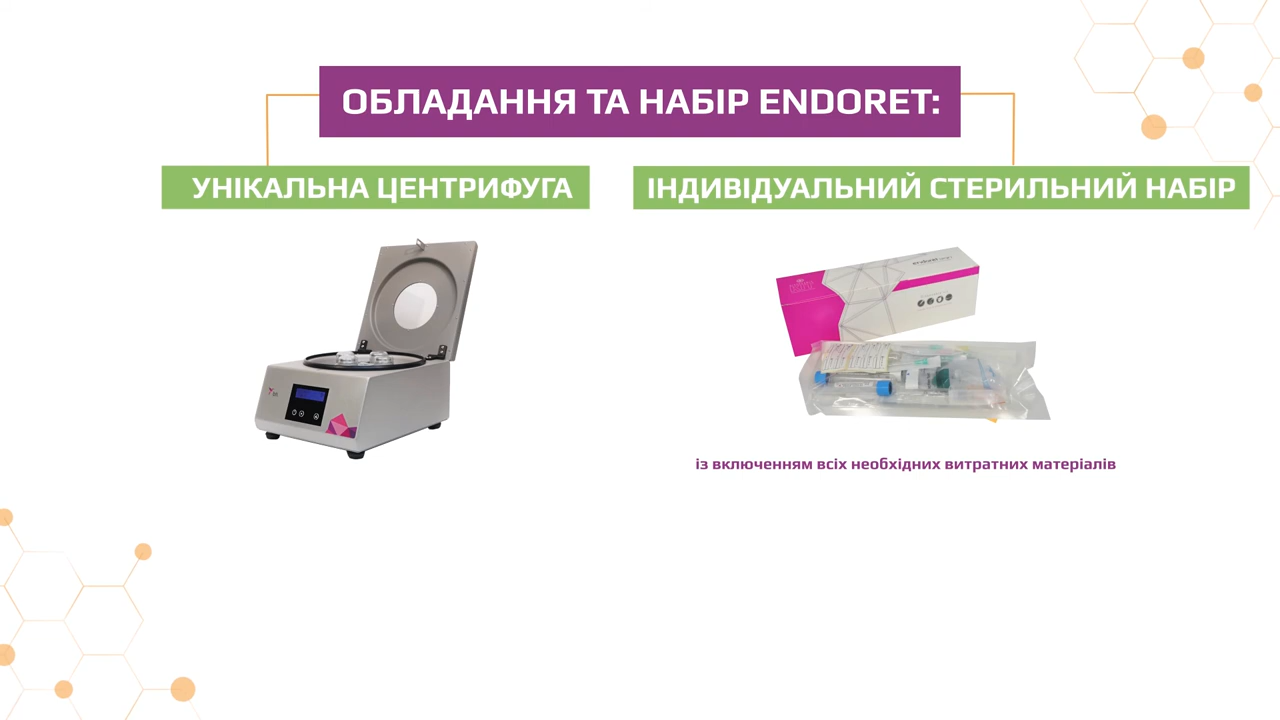 ОБЛАДАННЯ ТА НАБІР ENDORET:
УНІКАЛЬНА ЦЕНТРИФУГА
ІНДИВІДУАЛЬНИЙ СТЕРИЛЬНИЙ НАБІР
із включенням всіх необхідних витратних матеріалів